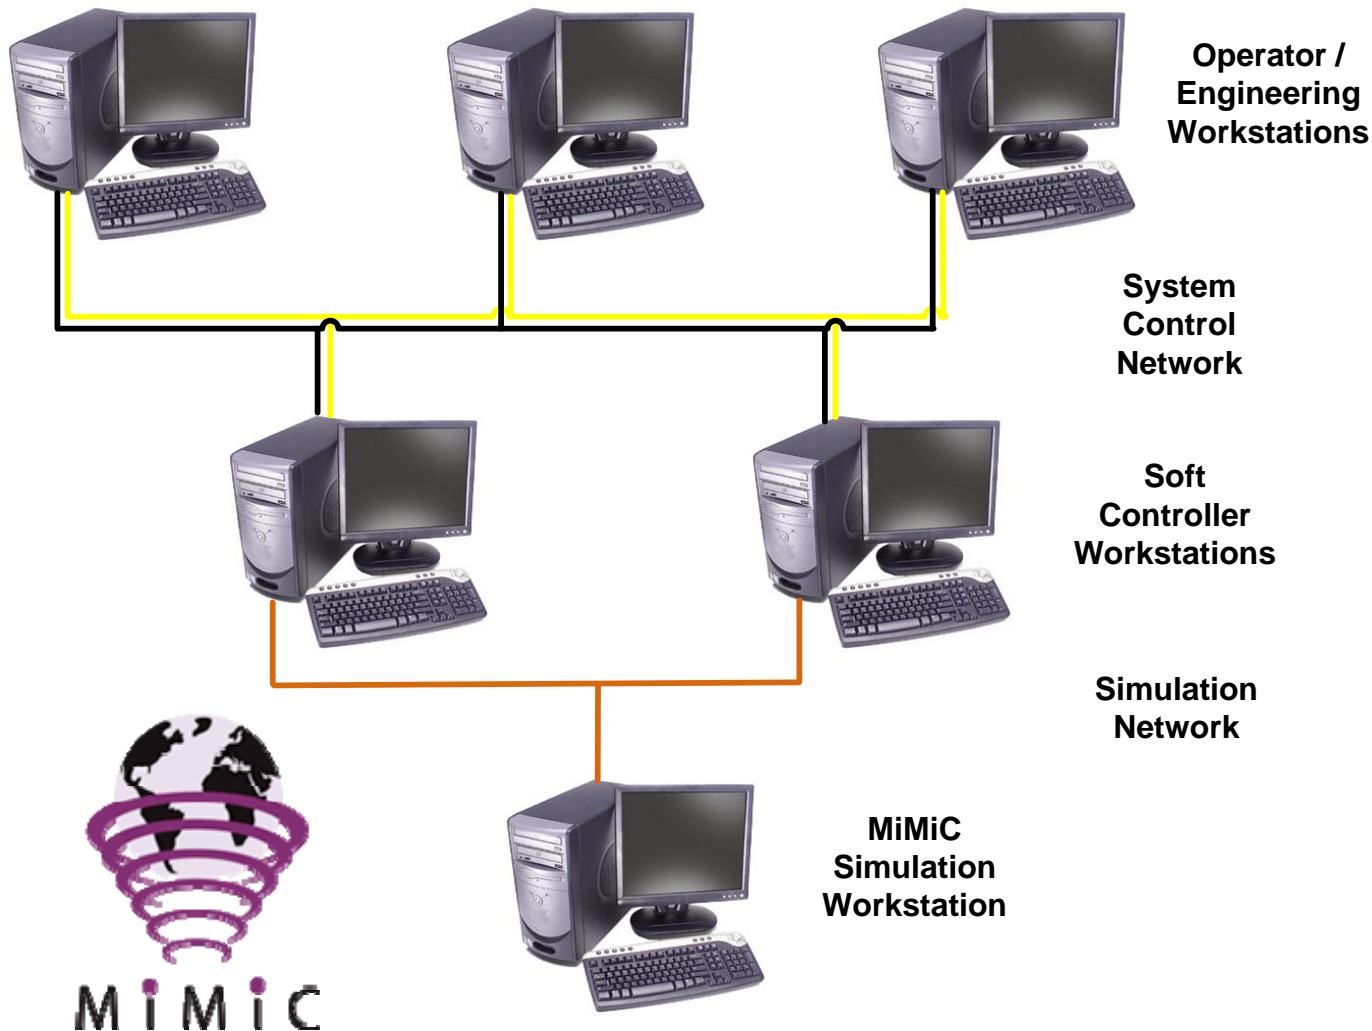 Operator /
Engineering
Workstations
System
Control
Network
Soft
Controller
Workstations
Simulation
Network
MiMiC
Simulation
Workstation
MiMiC